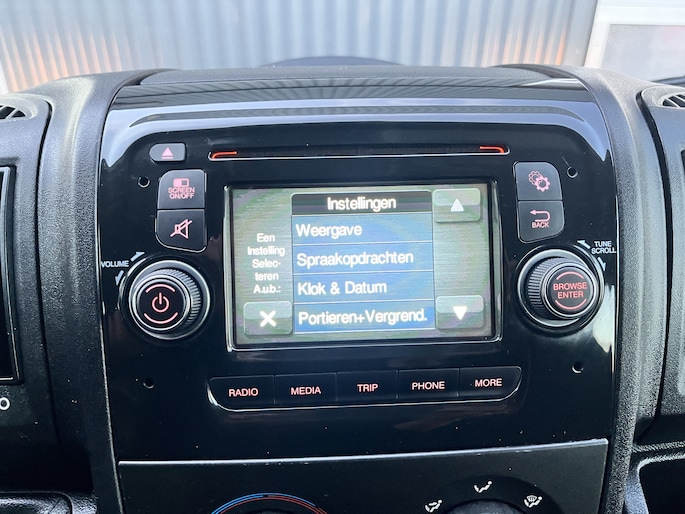 SCREEN
ON/OFF
VOLUME
Instellingen
Een
Instelling
Selec-
teren
A.u.b.:
Weergave
Spraakopdrachten
Klok & Datum
Portieren+Vergrend.
BACK
TUNE
SCROLL
BROWSE
ENTER
RADIO
MEDIA
TRIP
PHONE
MORE